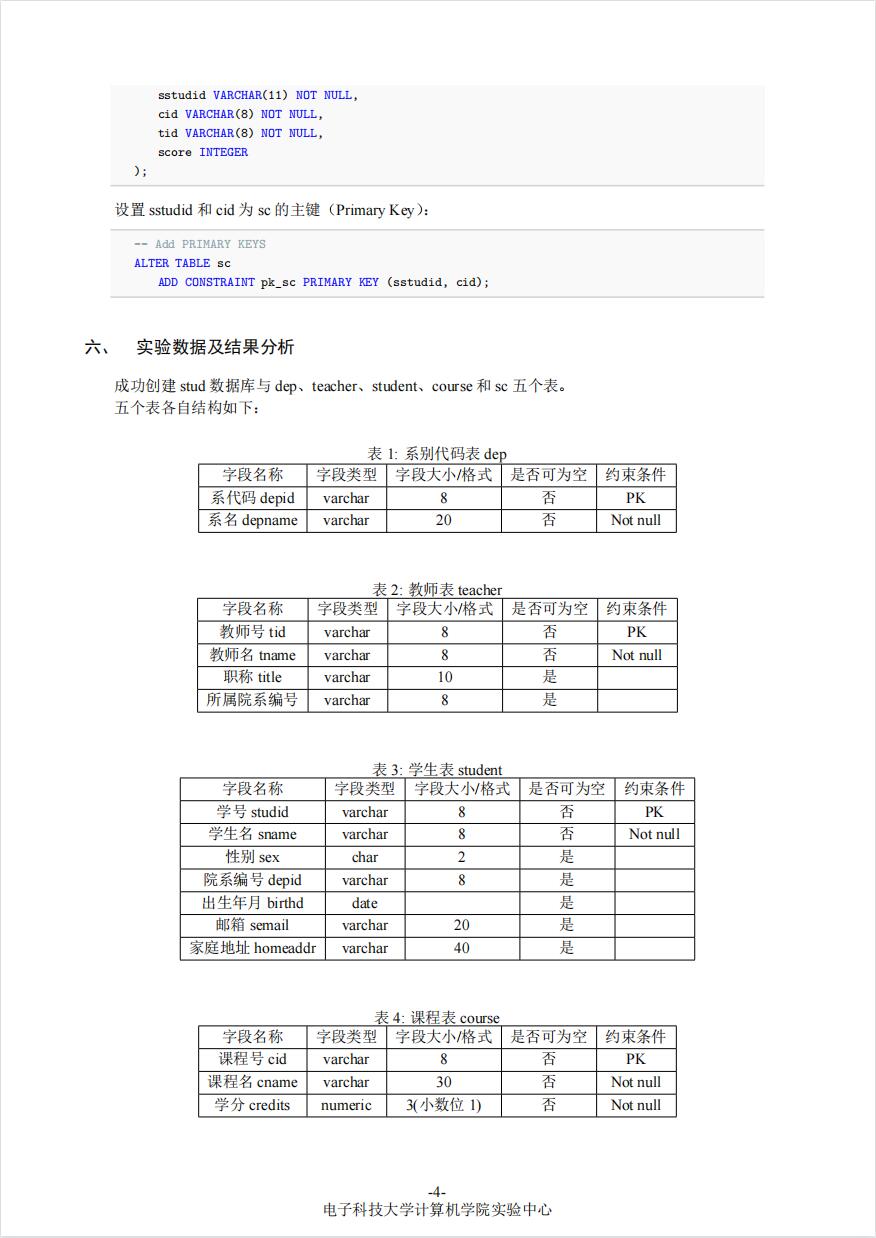 sstudid VARCHAR(11) NOT NULL,
cid VARCHAR(8) NOT NULL,
tid VARCHAR(8) NOT NULL,
score INTEGER
);
设置 sstudid 和 cid 为 sc 的主键（Primary Key）：
-- Add PRIMARY KEYS
ALTER TABLE sc
ADD CONSTRAINT pk_sc PRIMARY KEY (sstudid, cid);
六、 实验数据及结果分析
成功创建 stud 数据库与 dep、teacher、student、course 和 sc 五个表。
五个表各自结构如下：
表 1: 系别代码表 dep
字段名称 字段类型 字段大小/格式 是否可为空 约束条件
系代码 depid varchar 8 否 PK
系名 depname varchar 20 否 Not null
表 2: 教师表 teacher
字段名称 字段类型 字段大小/格式 是否可为空 约束条件
教师号 tid varchar 8 否 PK
教师名 tname varchar 8 否 Not null
职称 title varchar 10 是
所属院系编号 varchar 8 是
表 3: 学生表 student
字段名称 字段类型 字段大小/格式 是否可为空 约束条件
学号 studid varchar 8 否 PK
学生名 sname varchar 8 否 Not null
性别 sex char 2 是
院系编号 depid varchar 8 是
出生年月 birthd date 是
邮箱 semail varchar 20 是
家庭地址 homeaddr varchar 40 是
表 4: 课程表 course
字段名称 字段类型 字段大小/格式 是否可为空 约束条件
课程号 cid varchar 8 否 PK
课程名 cname varchar 30 否 Not null
学分 credits numeric 3(小数位 1) 否 Not null
-4-
电子科技大学计算机学院实验中心